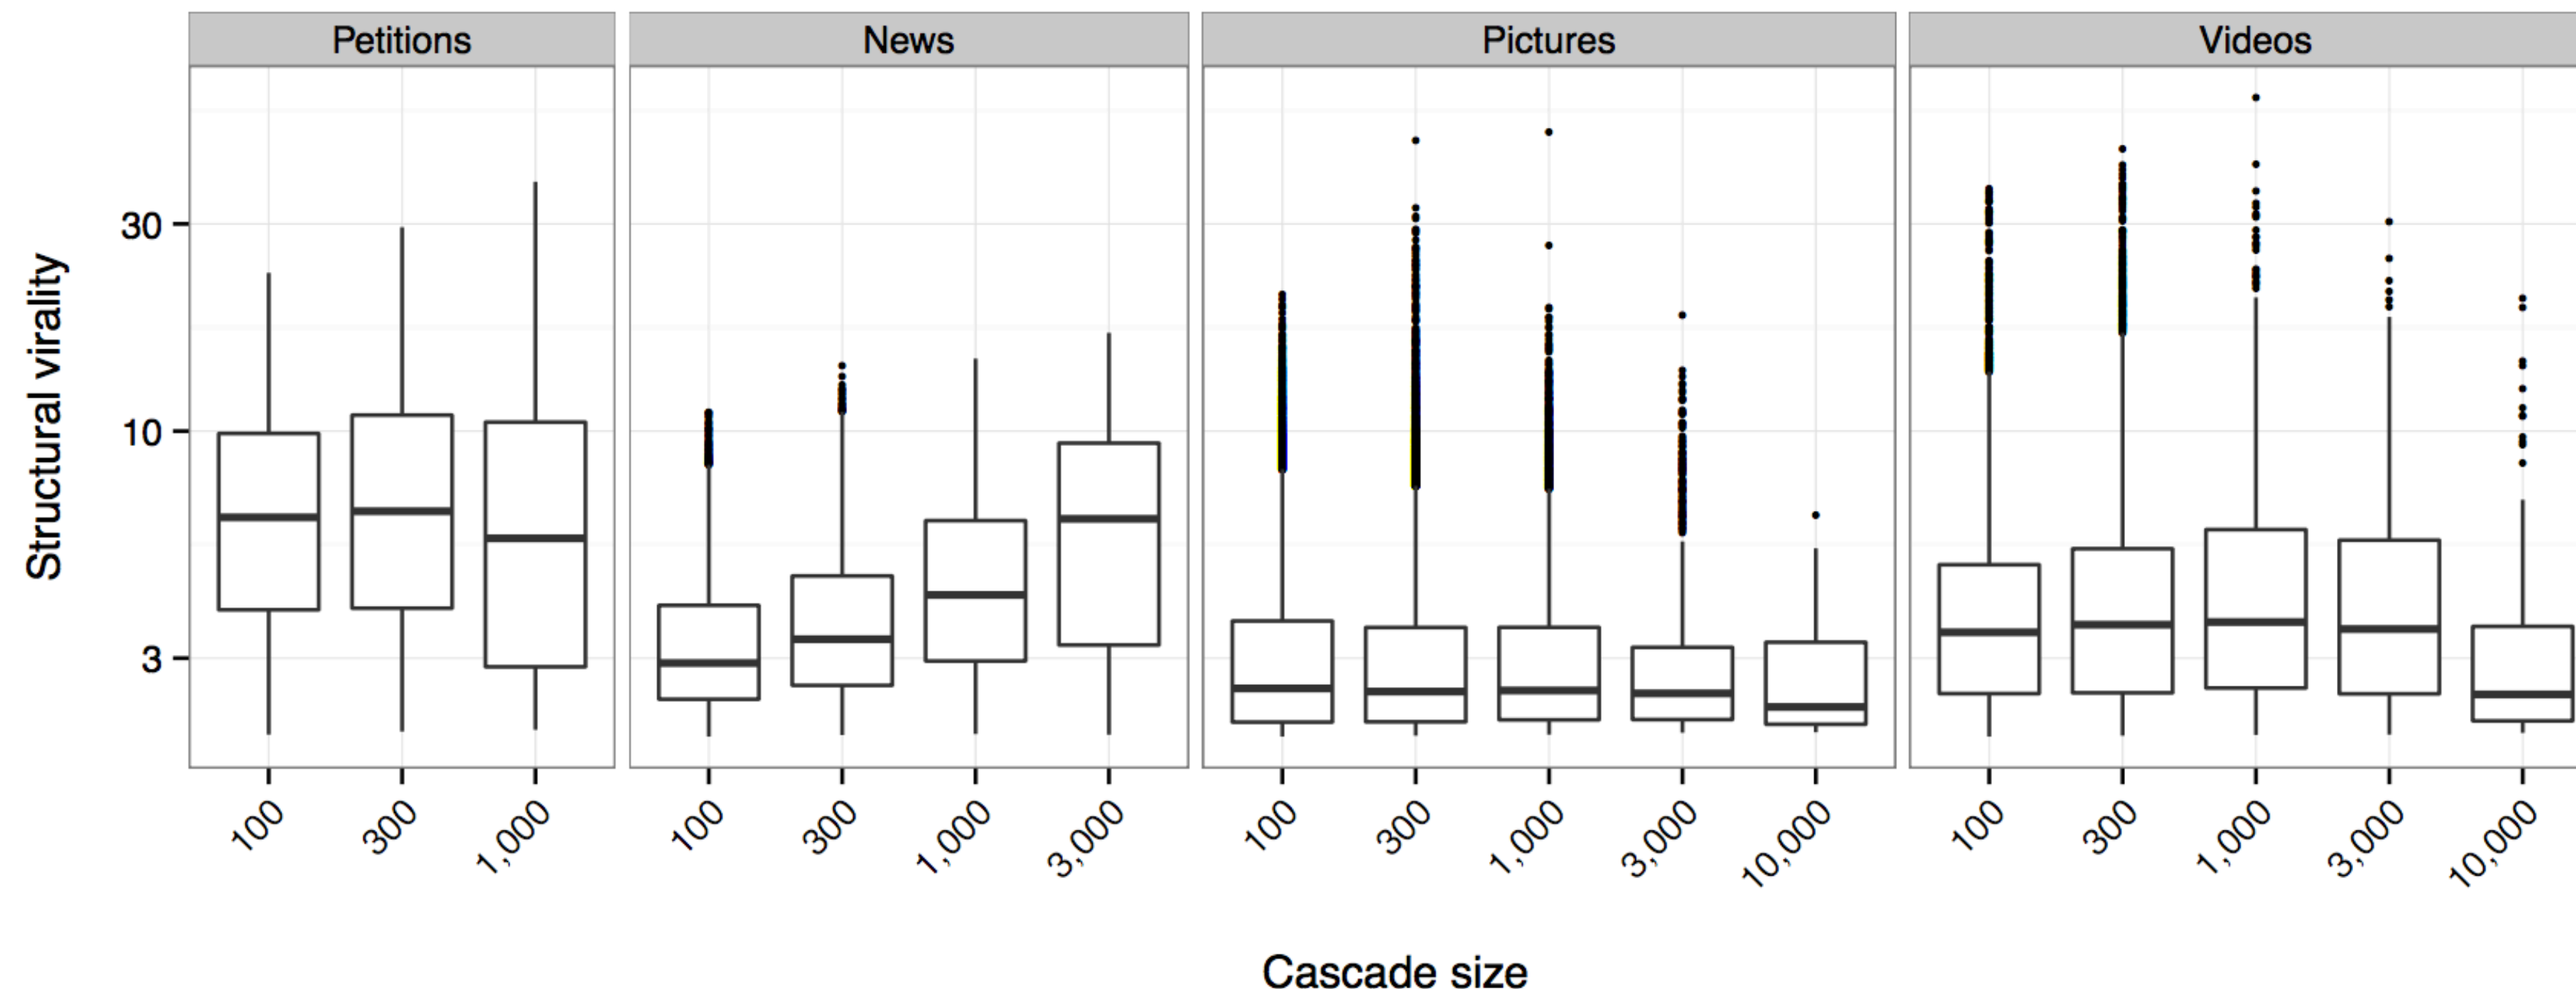 Petitions News Pictures Videos
Structural virality
30
10
3
100 300 1,000 100 300 1,000 3,000 100 300 1,000 3,000 10,000 100 300 1,000 3,000 10,000
Cascade size